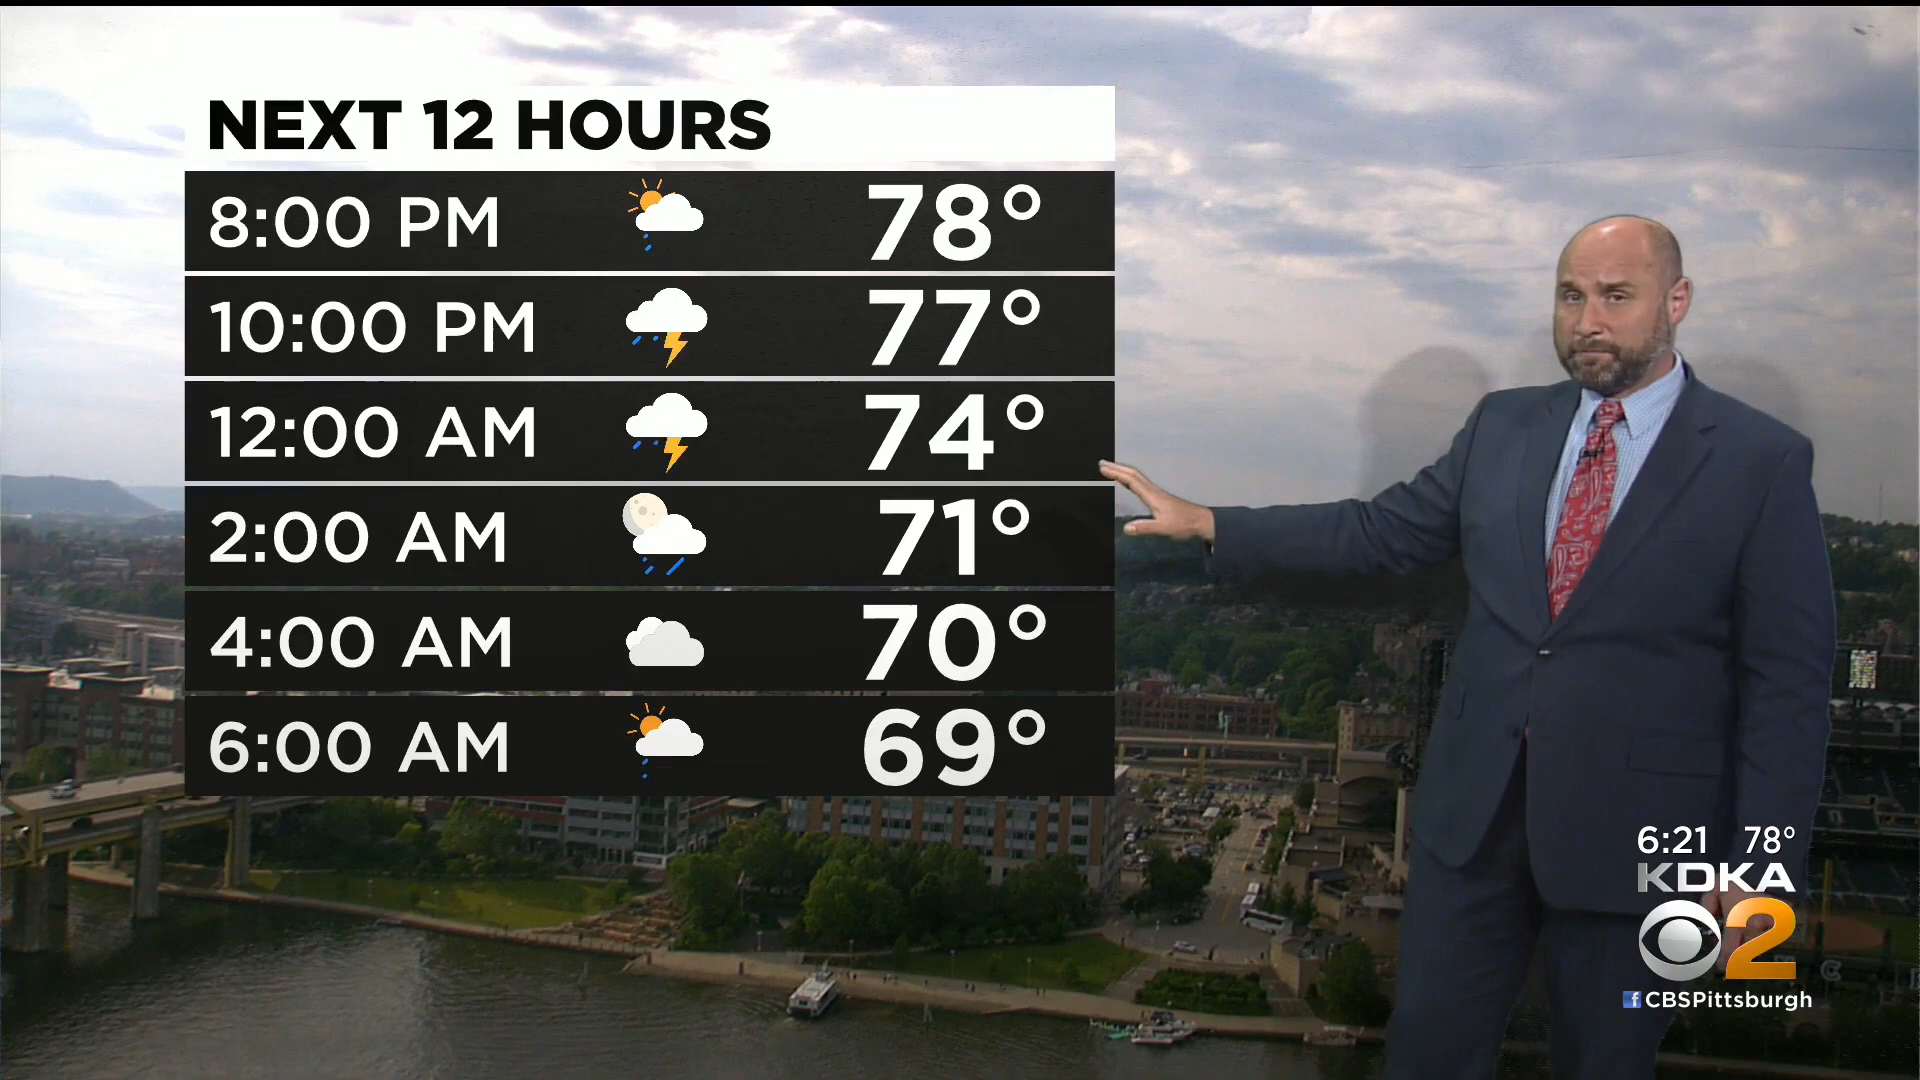 NEXT 12 HOURS
8:00 PM 78°
10:00 PM 77°
12:00 AM 74°
2:00 AM 71°
4:00 AM 70°
6:00 AM 69°
6:21 78°
KDKA
2
f CBSPittsburgh